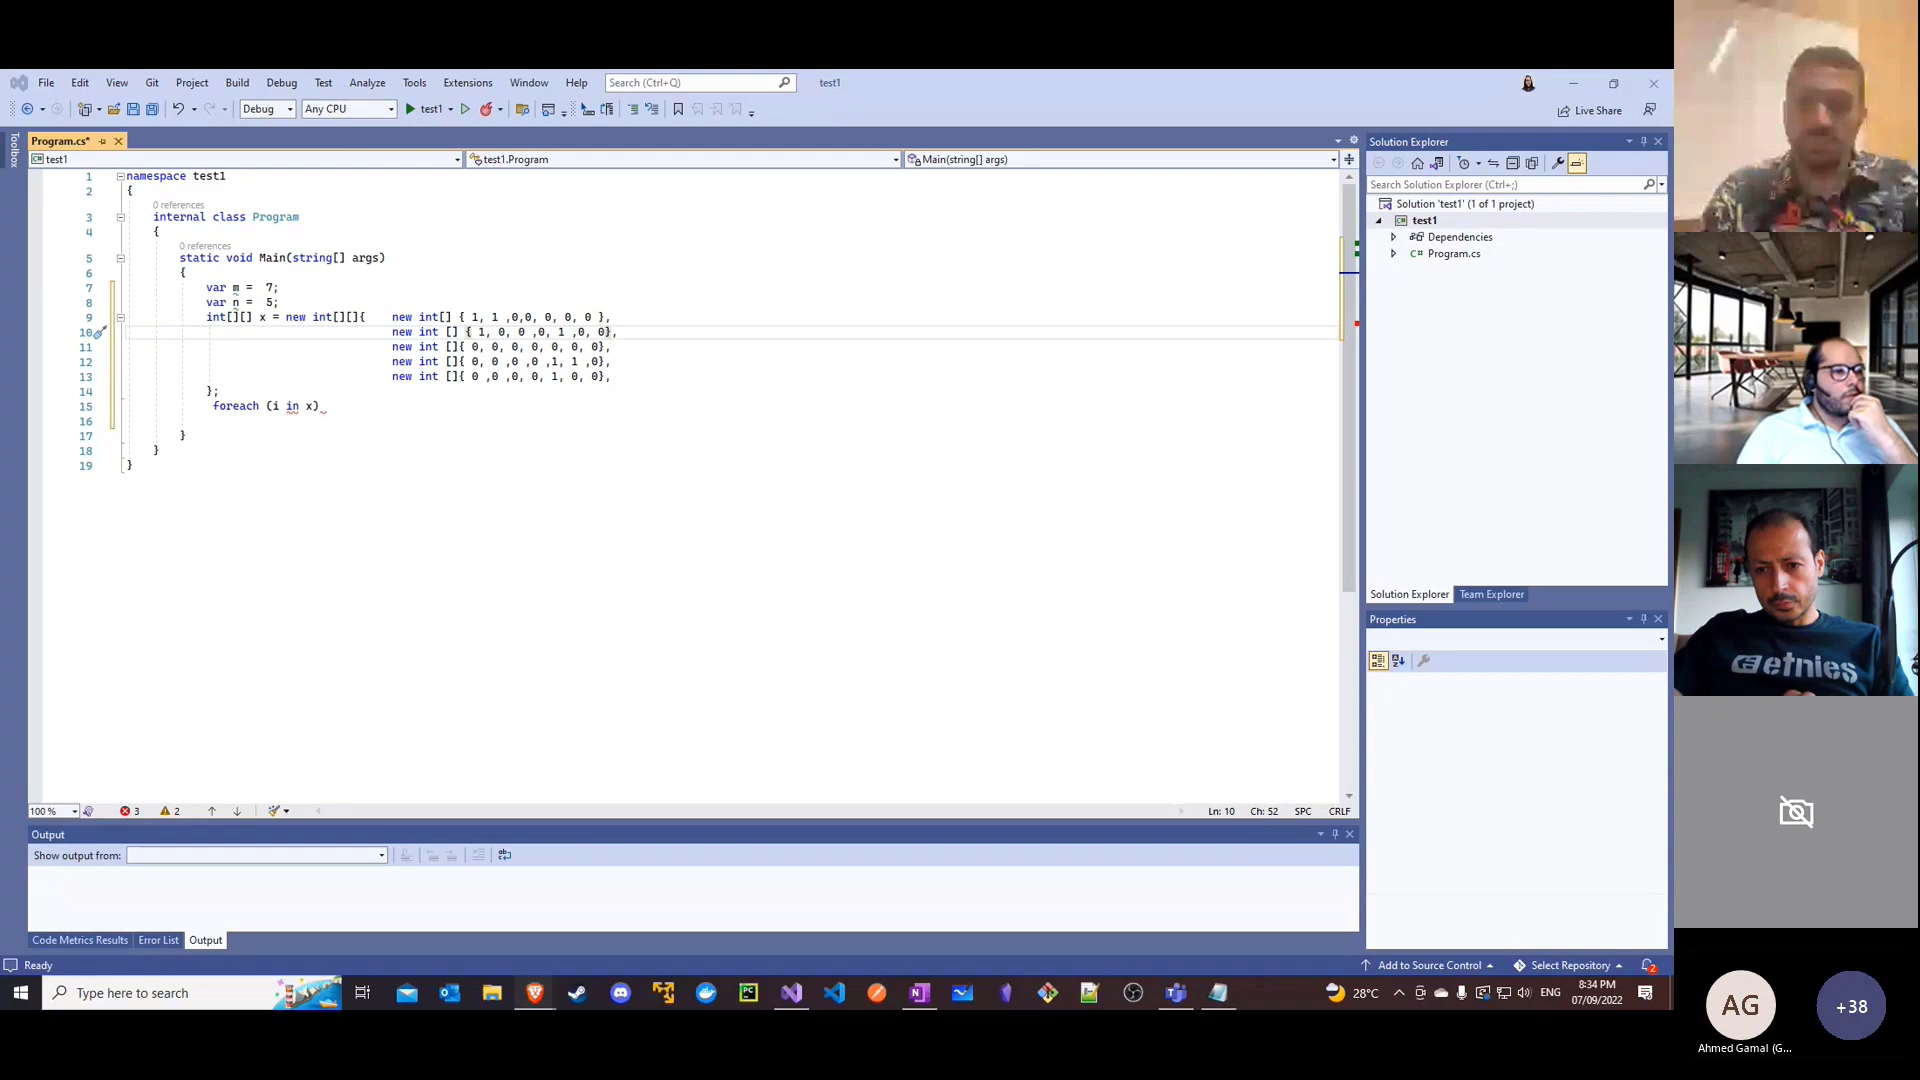 File Edit View Git Project Build Debug Test Analyze Tools Extensions Window Help Search (Ctrl+Q) test1
Debug Any CPU test1 Live Share
Toolbox
Program.cs*
test1 test1.Program Main(string[] args)
1 namespace test1
2 {
0 references
3 internal class Program
4 {
0 references
5 static void Main(string[] args)
6 {
7 var m =  7;
8 var n =  5;
9 int[][] x = new int[][]{    new int[] { 1, 1 ,0,0, 0, 0, 0 },
10 new int [] { 1, 0, 0 ,0, 1 ,0, 0},
11 new int []{ 0, 0, 0, 0, 0, 0, 0},
12 new int []{ 0, 0 ,0 ,0 ,1, 1 ,0},
13 new int []{ 0 ,0 ,0, 0, 1, 0, 0},
14 };
15 foreach (i in x)
16
17 }
18 }
19 }
100 % 3 2 Ln: 10 Ch: 52 SPC CRLF
Output
Show output from:
Code Metrics Results Error List Output
Solution Explorer
Search Solution Explorer (Ctrl+;)
Solution 'test1' (1 of 1 project)
test1
Dependencies
C# Program.cs
Solution Explorer Team Explorer
Properties
Ready Add to Source Control Select Repository 2
Type here to search 28°C ENG 8:34 PM
07/09/2022
etnies
AG +38
Ahmed Gamal (G...